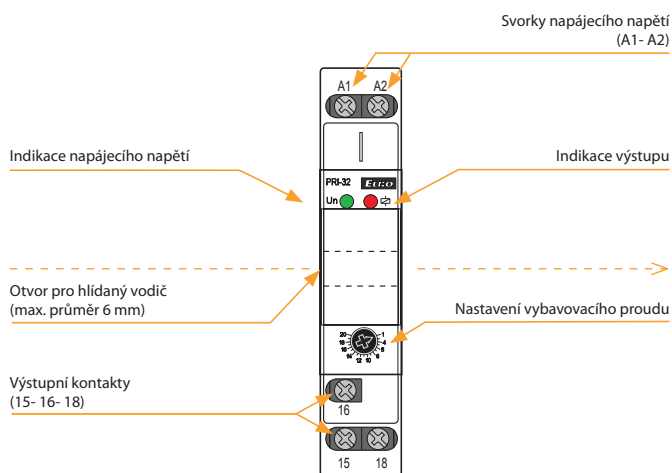 Svorky napájecího napětí
(A1- A2)
A1 A2
Indikace napájecího napětí
Indikace výstupu
PRI-32 ELKO
Un
Otvor pro hlídaný vodič
(max. průměr 6 mm)
Nastavení vybavovacího proudu
20 1
18 4
16 6
14 12 10 8
Výstupní kontakty
(15- 16- 18)
16
15 18